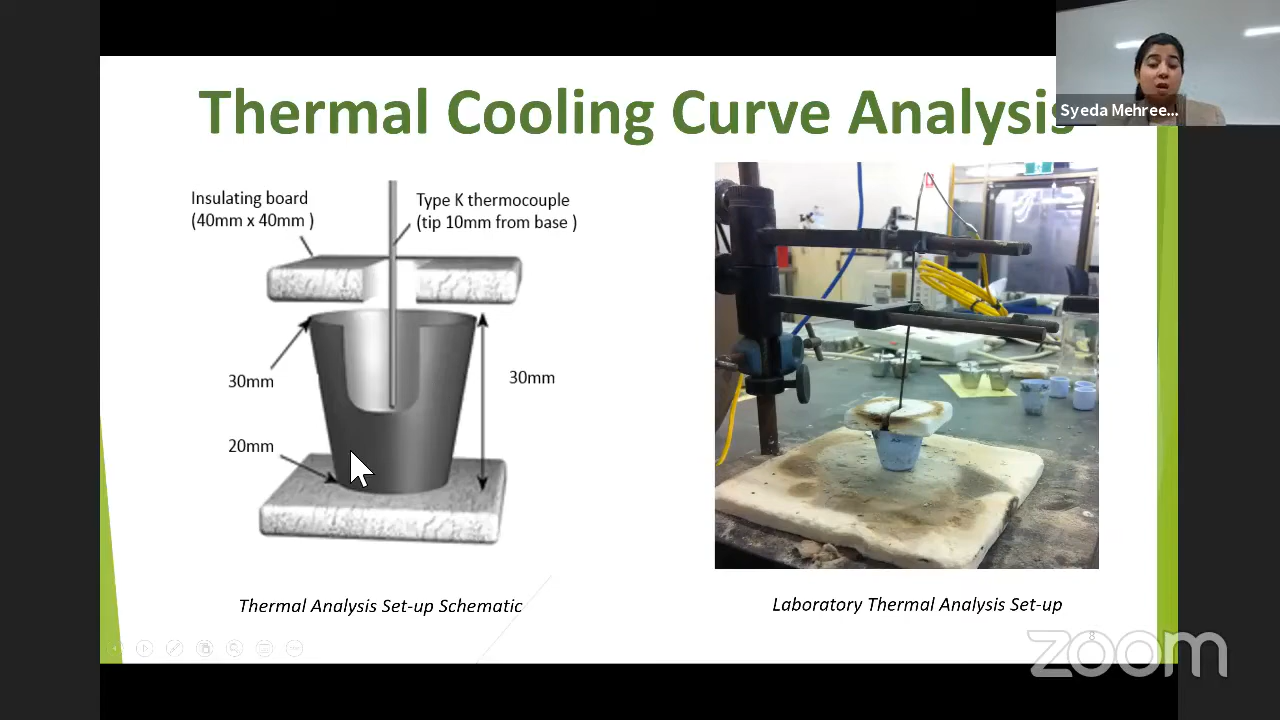 Thermal Cooling Curve Analysis
Syeda Mehree...
Insulating board
(40mm x 40mm )
Type K thermocouple
(tip 10mm from base )
30mm
30mm
20mm
Thermal Analysis Set-up Schematic
Laboratory Thermal Analysis Set-up
8
zoom